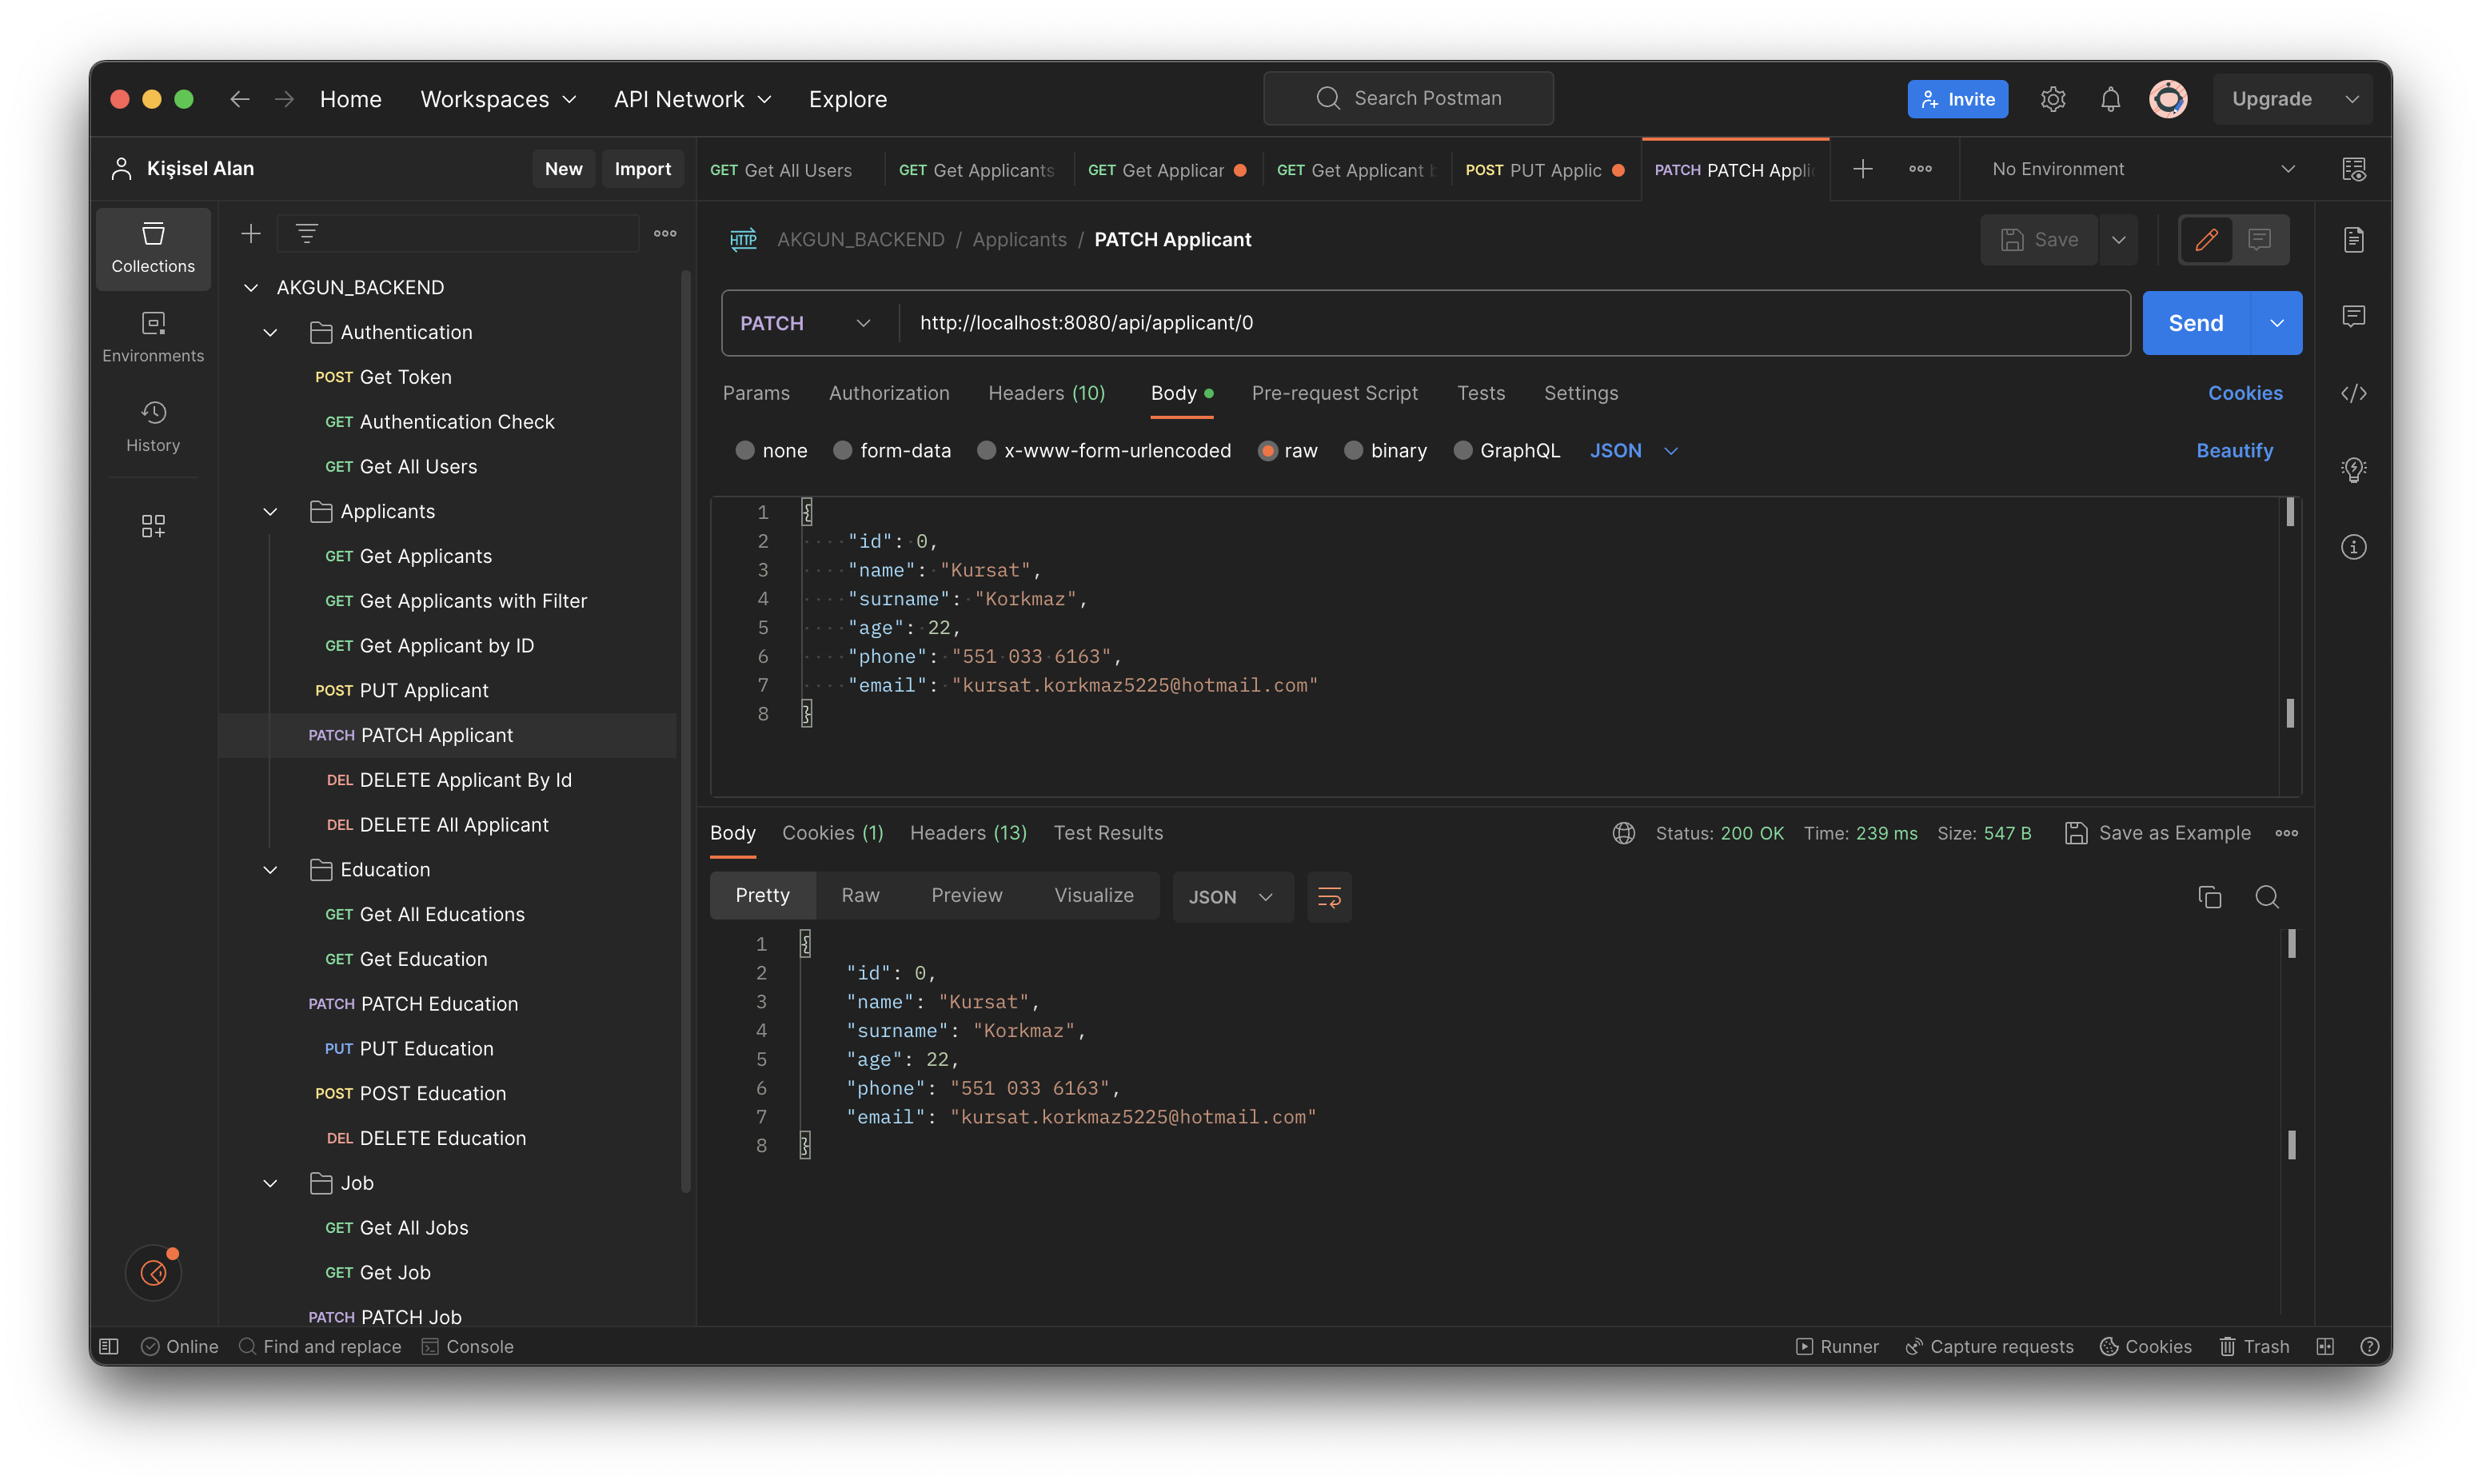 Home Workspaces API Network Explore Search Postman Invite Upgrade
Kişisel Alan New Import
GET Get All Users GET Get Applicants GET Get Applicar GET Get Applicant POST PUT Applic PATCH PATCH Appli No Environment
Collections
Environments
History
AKGUN_BACKEND
Authentication
POST Get Token
GET Authentication Check
GET Get All Users
Applicants
GET Get Applicants
GET Get Applicants with Filter
GET Get Applicant by ID
POST PUT Applicant
PATCH PATCH Applicant
DEL DELETE Applicant By Id
DEL DELETE All Applicant
Education
GET Get All Educations
GET Get Education
PATCH PATCH Education
PUT PUT Education
POST POST Education
DEL DELETE Education
Job
GET Get All Jobs
GET Get Job
PATCH PATCH Job
HTTP AKGUN_BACKEND / Applicants / PATCH Applicant Save
PATCH http://localhost:8080/api/applicant/0 Send
Params Authorization Headers (10) Body Pre-request Script Tests Settings Cookies
none form-data x-www-form-urlencoded raw binary GraphQL JSON Beautify
1 {
2 "id": 0,
3 "name": "Kursat",
4 "surname": "Korkmaz",
5 "age": 22,
6 "phone": "551 033 6163",
7 "email": "kursat.korkmaz5225@hotmail.com"
8 }
Body Cookies (1) Headers (13) Test Results Status: 200 OK Time: 239 ms Size: 547 B Save as Example
Pretty Raw Preview Visualize JSON
1 {
2 "id": 0,
3 "name": "Kursat",
4 "surname": "Korkmaz",
5 "age": 22,
6 "phone": "551 033 6163",
7 "email": "kursat.korkmaz5225@hotmail.com"
8 }
Online Find and replace Console Runner Capture requests Cookies Trash